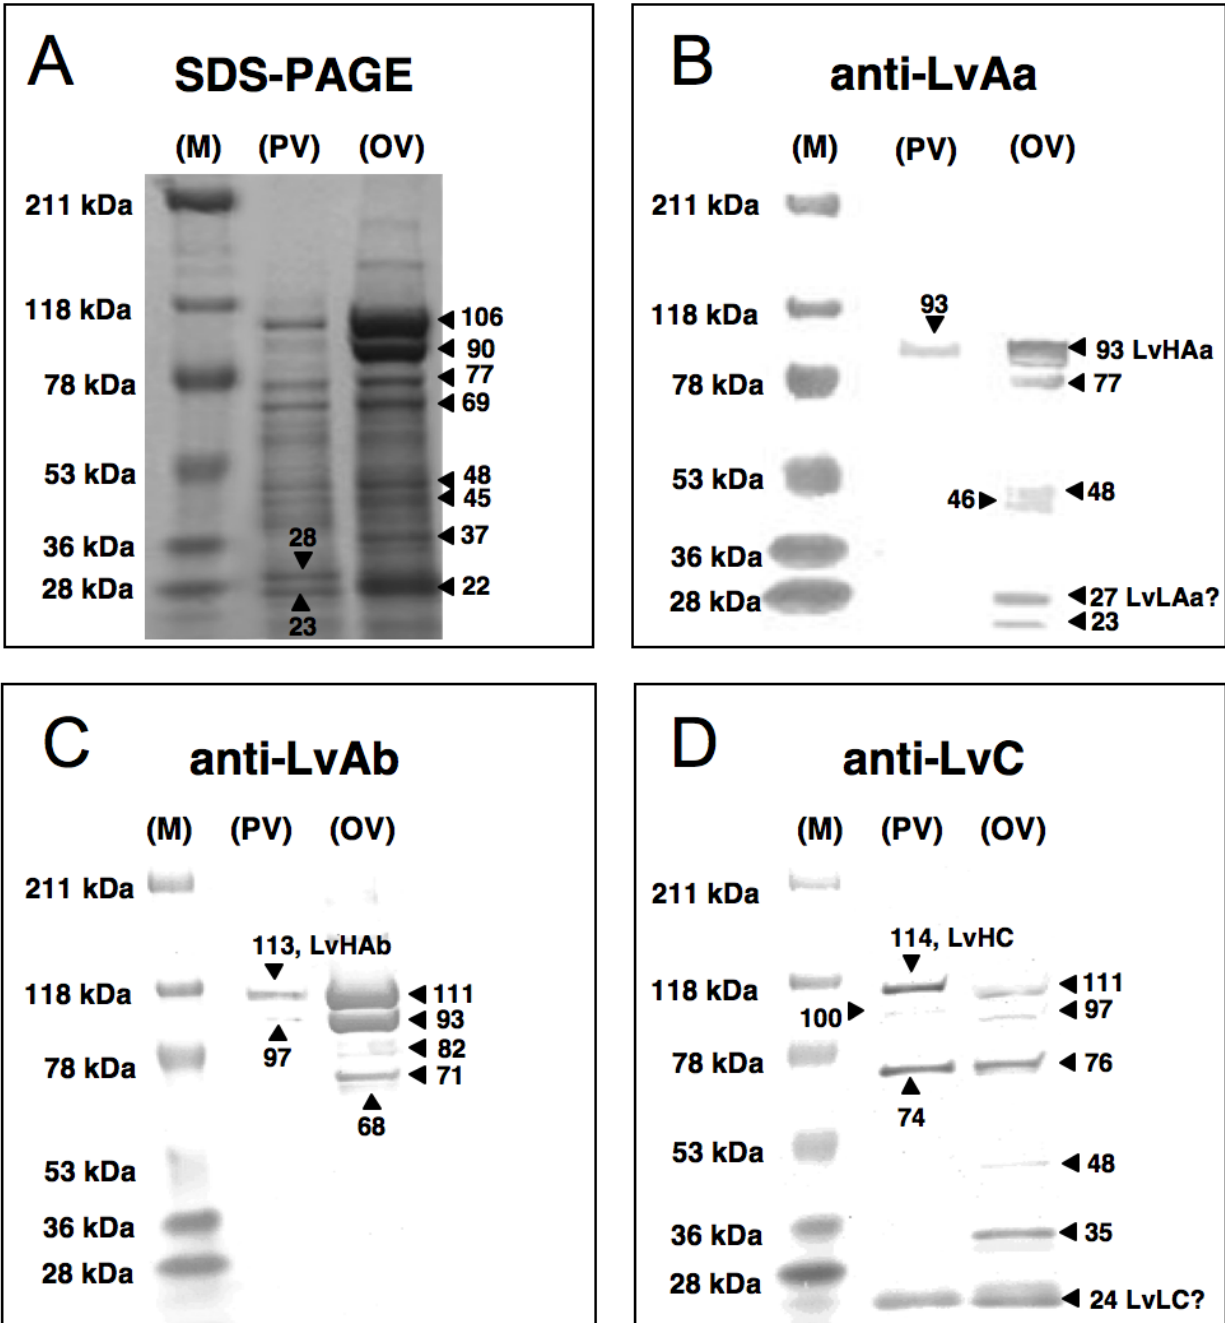 A
SDS-PAGE
(M) (PV) (OV)
211 kDa
118 kDa
78 kDa
53 kDa
36 kDa
28 kDa
106
90
77
69
48
45
37
22
28
23
B
anti-LvAa
(M) (PV) (OV)
211 kDa
118 kDa
78 kDa
53 kDa
36 kDa
28 kDa
93
93 LvHAa
77
46
48
27 LvLAa?
23
C
anti-LvAb
(M) (PV) (OV)
211 kDa
118 kDa
78 kDa
53 kDa
36 kDa
28 kDa
113, LvHAb
97
111
93
82
71
68
D
anti-LvC
(M) (PV) (OV)
211 kDa
118 kDa
78 kDa
53 kDa
36 kDa
28 kDa
114, LvHC
100
74
111
97
76
48
35
24 LvLC?